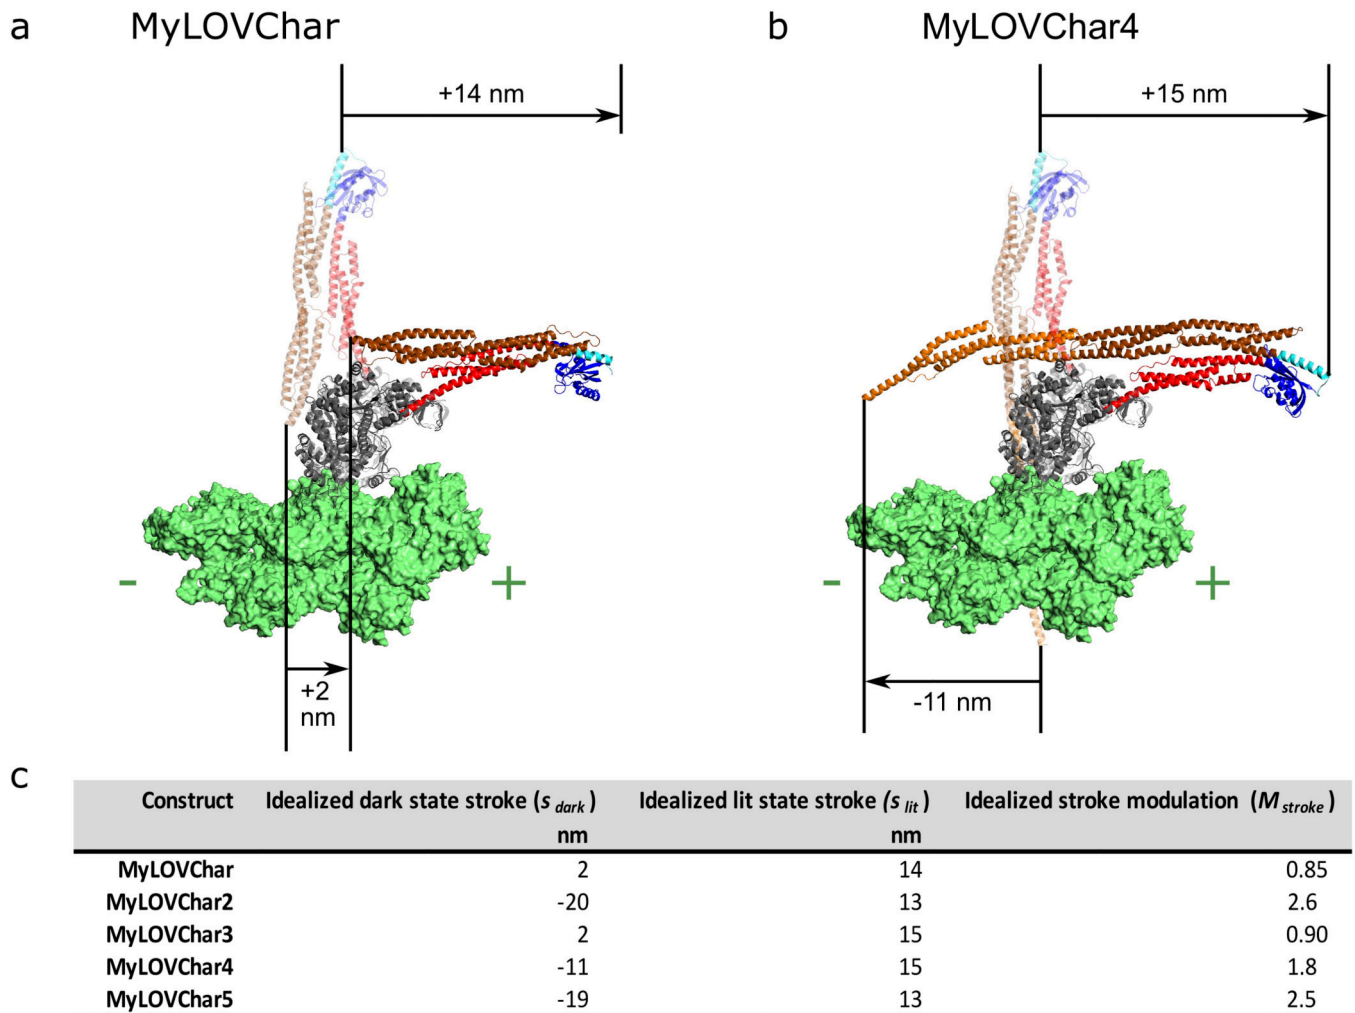 a MyLOVChar
b MyLOVChar4
+14 nm
+15 nm
- +
- +
+2
nm
-11 nm
c
Construct Idealized dark state stroke (s dark) Idealized lit state stroke (s lit) Idealized stroke modulation (M stroke)
nm nm
MyLOVChar 2 14 0.85
MyLOVChar2 -20 13 2.6
MyLOVChar3 2 15 0.90
MyLOVChar4 -11 15 1.8
MyLOVChar5 -19 13 2.5